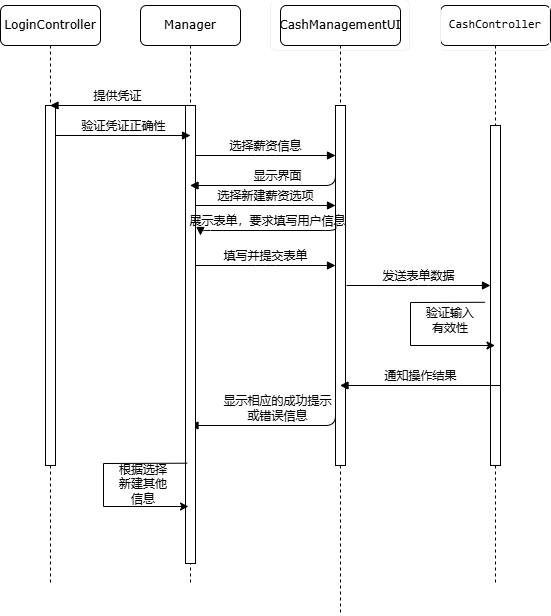 LoginController
Manager
CashManagementUI
CashController
提供凭证
验证凭证正确性
选择薪资信息
显示界面
选择新建薪资选项
展示表单，要求填写用户信息
填写并提交表单
发送表单数据
验证输入
有效性
通知操作结果
显示相应的成功提示
或错误信息
根据选择
新建其他
信息